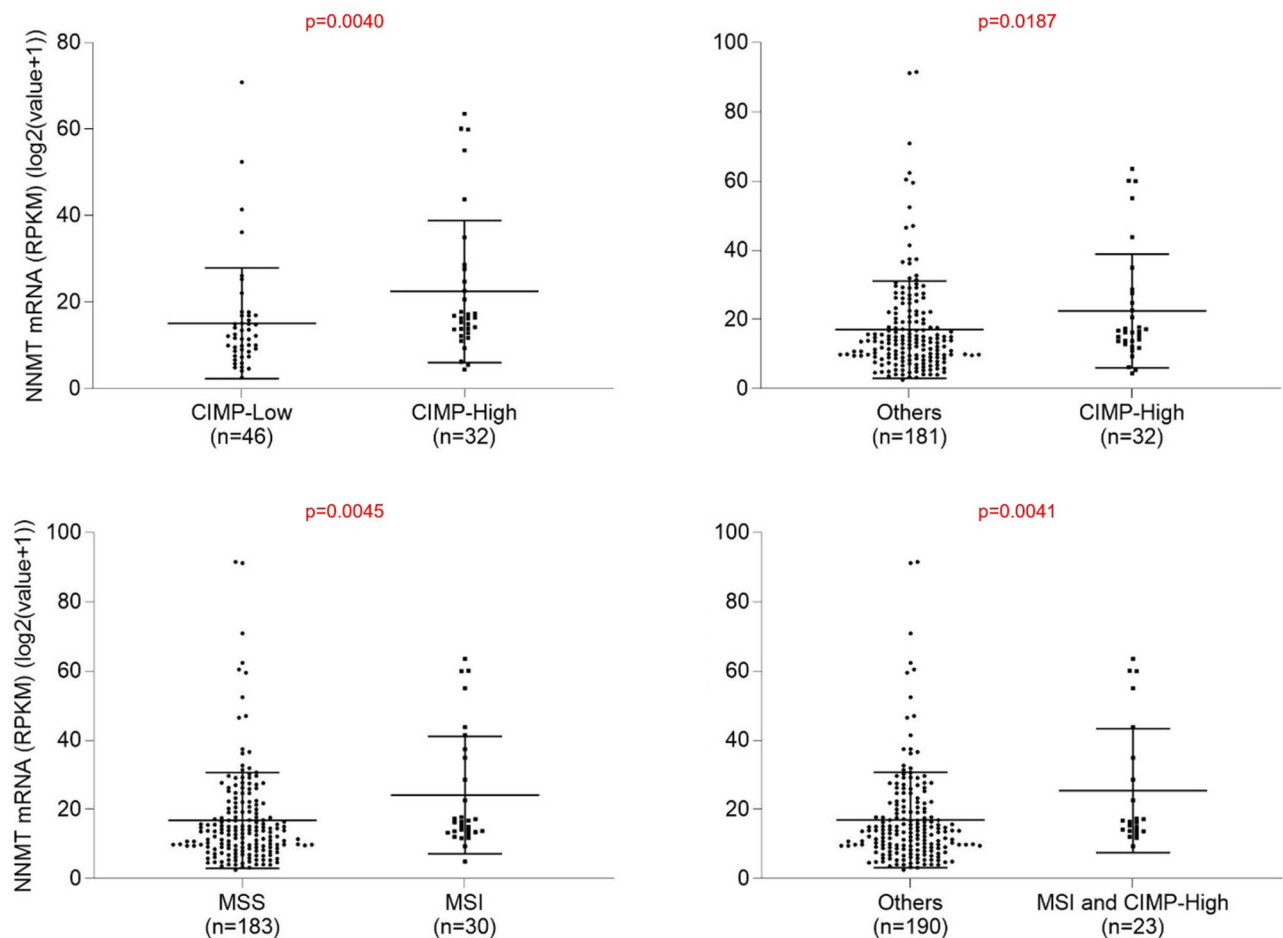 p=0.0040
NNMT mRNA (RPKM) (log2(value+1))
80
60
40
20
0
CIMP-Low
(n=46)
CIMP-High
(n=32)
p=0.0187
100
80
60
40
20
0
Others
(n=181)
CIMP-High
(n=32)
p=0.0045
NNMT mRNA (RPKM) (log2(value+1))
100
80
60
40
20
0
MSS
(n=183)
MSI
(n=30)
p=0.0041
100
80
60
40
20
0
Others
(n=190)
MSI and CIMP-High
(n=23)